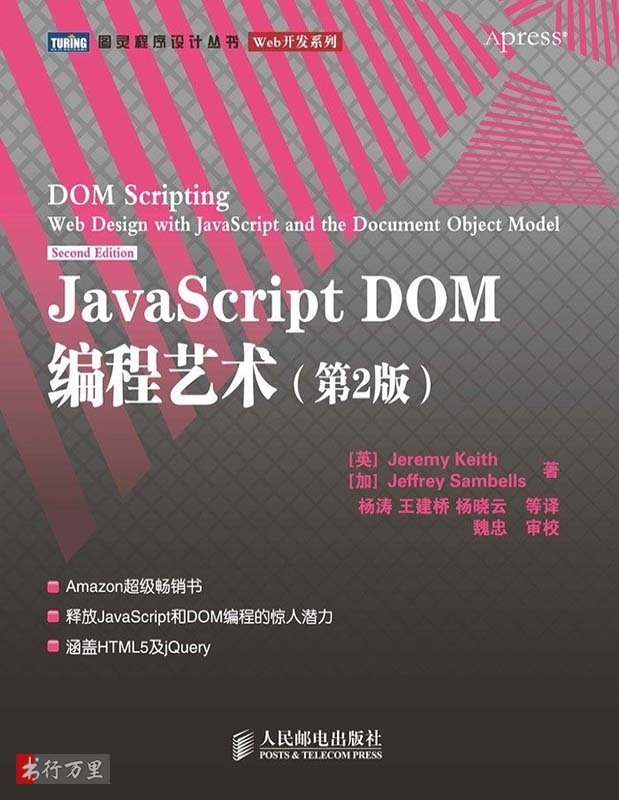 TURING 图灵程序设计丛书 Web开发系列
Apress®
DOM Scripting
Web Design with JavaScript and the Document Object Model
Second Edition
JavaScript DOM
编程艺术(第2版)
[英] Jeremy Keith
[加] Jeffrey Sambells 著
杨涛 王建桥 杨晓云 等译
魏忠 审校
Amazon超级畅销书
释放JavaScript和DOM编程的惊人潜力
涵盖HTML5及jQuery
人民邮电出版社
POSTS & TELECOM PRESS
书行万里